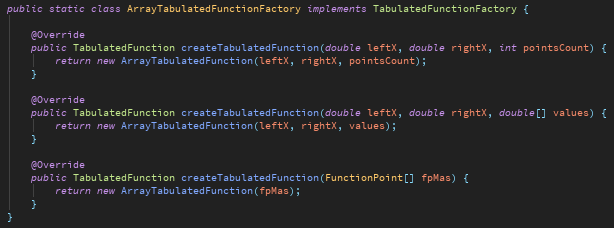 public static class ArrayTabulatedFunctionFactory implements TabulatedFunctionFactory {
@Override
public TabulatedFunction createTabulatedFunction(double leftX, double rightX, int pointsCount) {
return new ArrayTabulatedFunction(leftX, rightX, pointsCount);
}
@Override
public TabulatedFunction createTabulatedFunction(double leftX, double rightX, double[] values) {
return new ArrayTabulatedFunction(leftX, rightX, values);
}
@Override
public TabulatedFunction createTabulatedFunction(FunctionPoint[] fpMas) {
return new ArrayTabulatedFunction(fpMas);
}
}